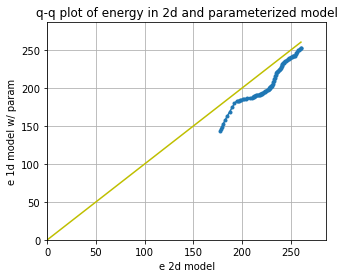 q-q plot of energy in 2d and parameterized model
e 1d model w/ param
250
200
150
100
50
0
0 50 100 150 200 250
e 2d model